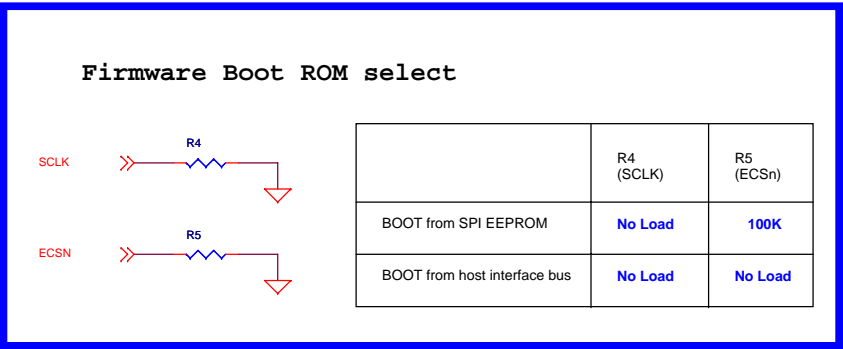 Firmware Boot ROM select
R4
SCLK
R5
ECSN
R4 R5
(SCLK) (ECSn)
BOOT from SPI EEPROM No Load 100K
BOOT from host interface bus No Load No Load